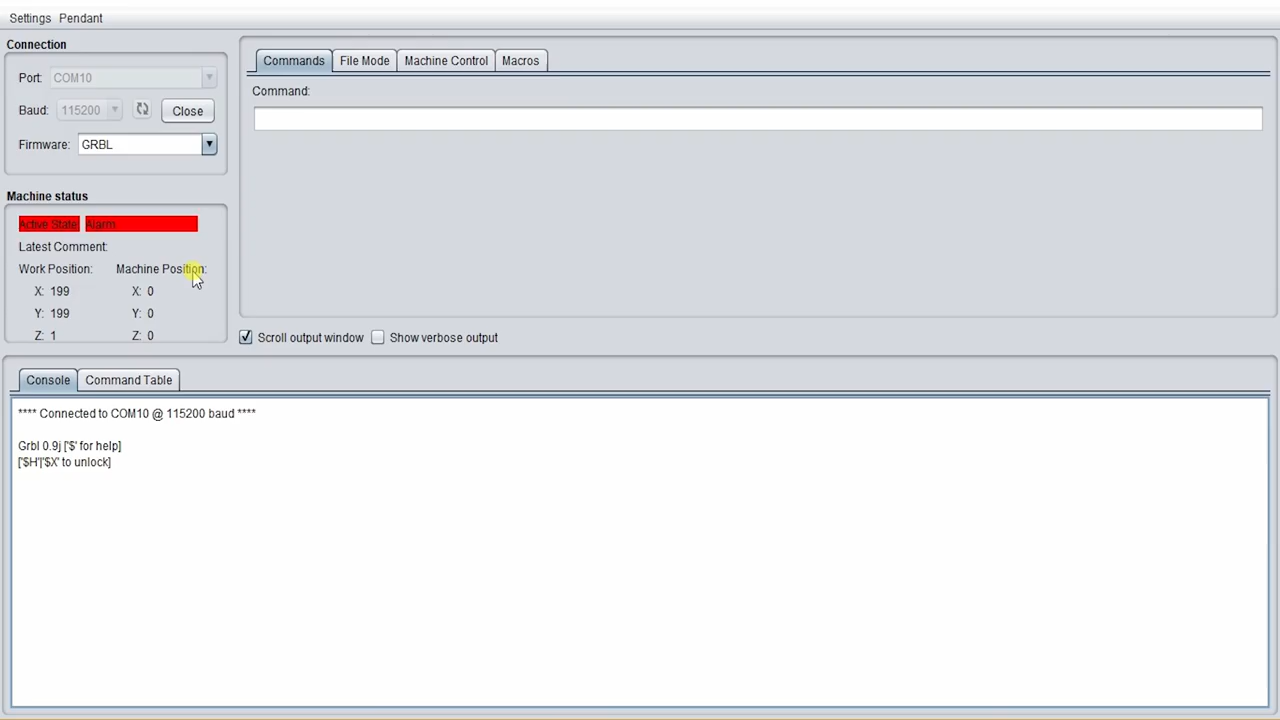 Settings Pendant
Connection
Port: COM10
Baud: 115200 Close
Firmware: GRBL
Machine status
Active State: Alarm
Latest Comment:
Work Position: Machine Position:
X: 199 X: 0
Y: 199 Y: 0
Z: 1 Z: 0
Commands File Mode Machine Control Macros
Command:
Scroll output window Show verbose output
Console Command Table
**** Connected to COM10 @ 115200 baud ****
Grbl 0.9j ['$' for help]
['$H'|'$X' to unlock]